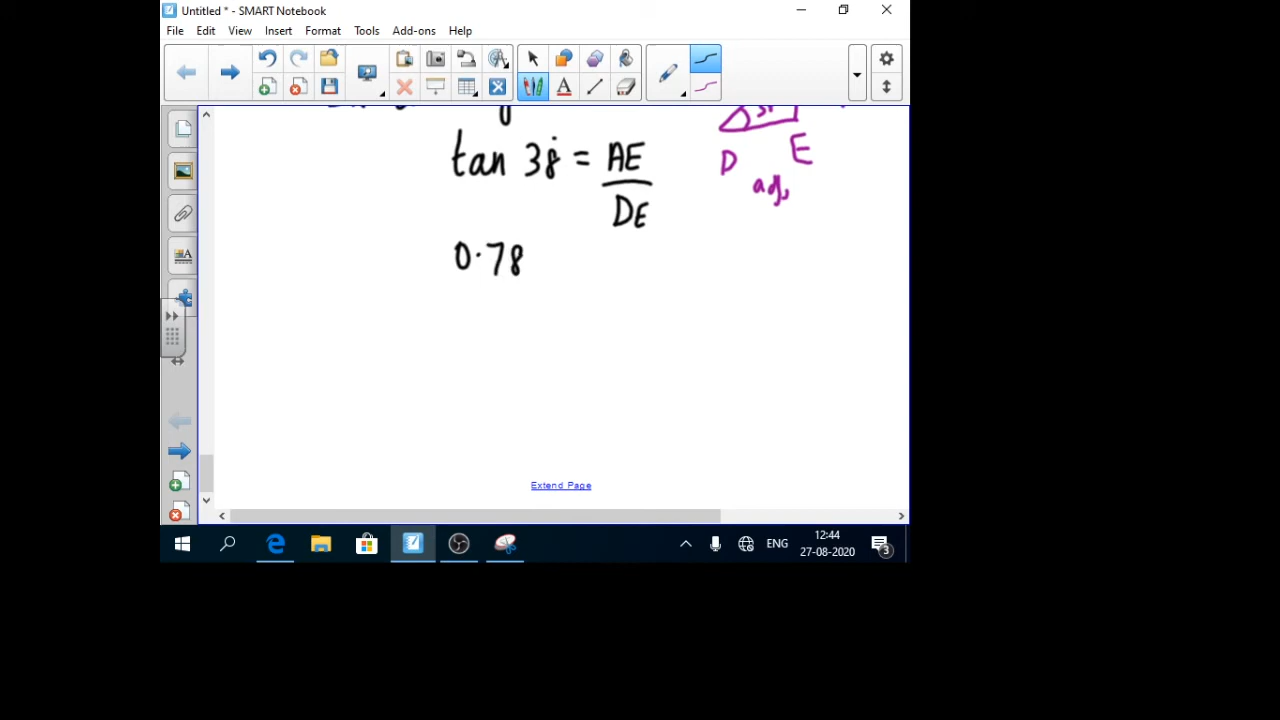 Untitled * - SMART Notebook
File Edit View Insert Format Tools Add-ons Help
tan 38° = AE
DE
D E
adj
0.78
Extend Page
ENG
12:44
27-08-2020
3